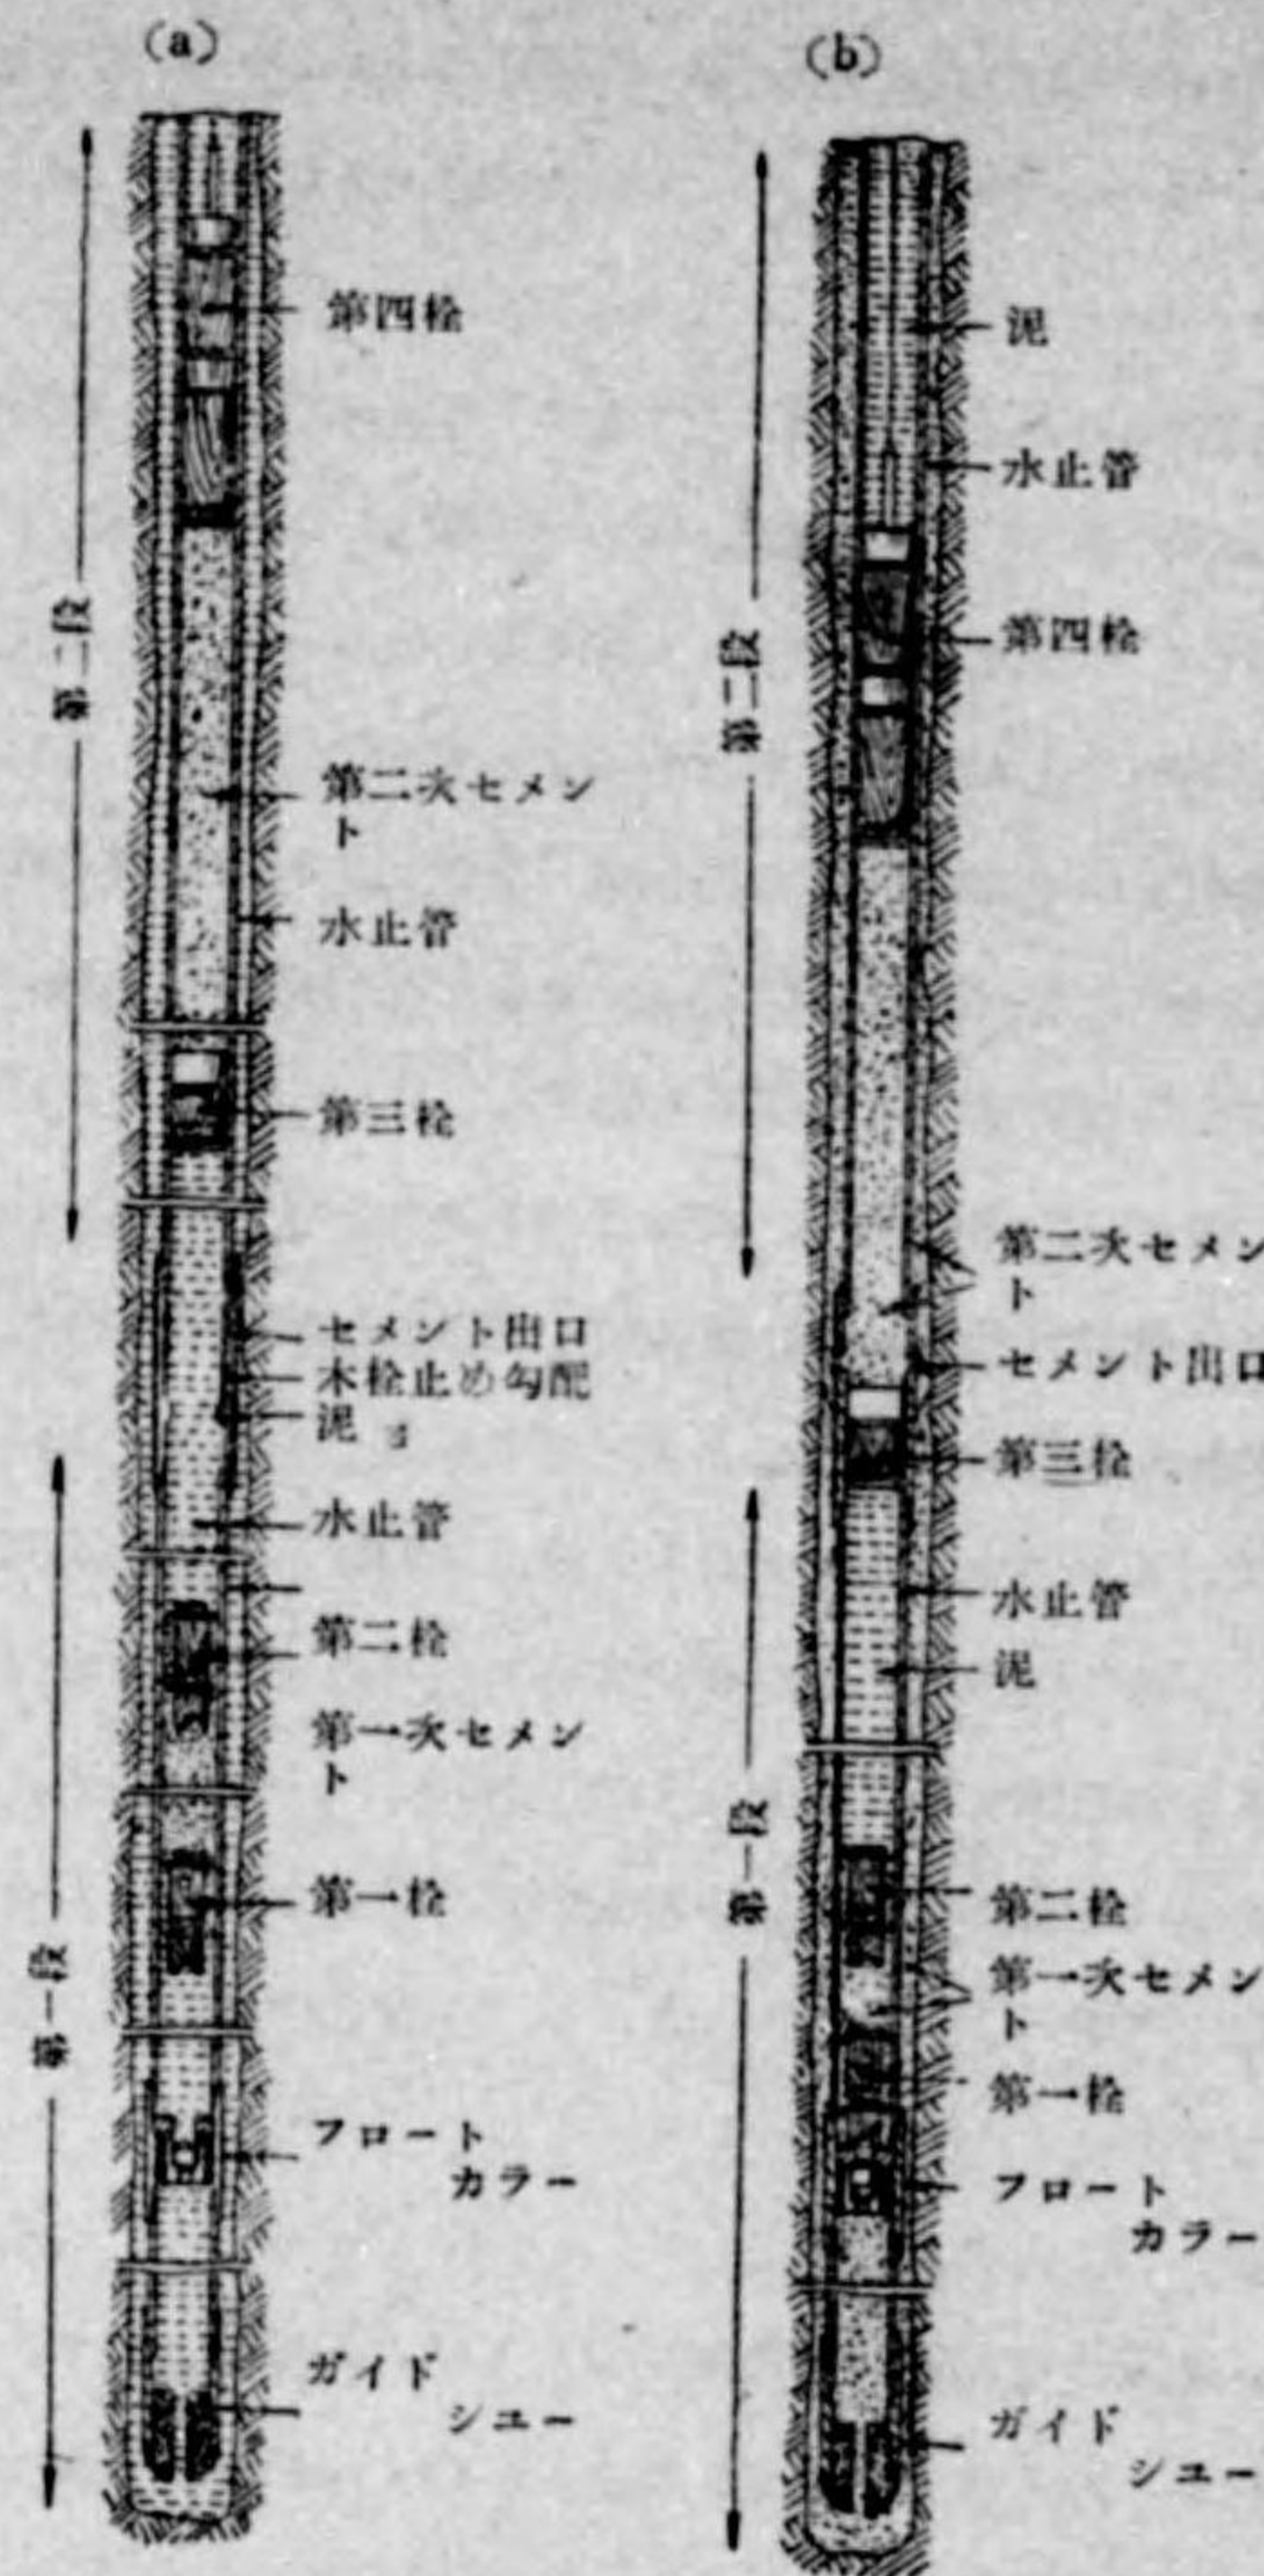 (a)
第四栓
第二段
第二次セメン
ト
水止管
第三栓
セメント出口
木栓止め勾配
泥
水止管
第二栓
第一次セメン
ト
第一栓
第一段
フロート
カラー
ガイド
シユー
(b)
泥
水止管
第四栓
第二段
第二次セメン
ト
セメント出口
第三栓
水止管
泥
第一段
第二栓
第一次セメン
ト
第一栓
フロート
カラー
ガイド
シユー